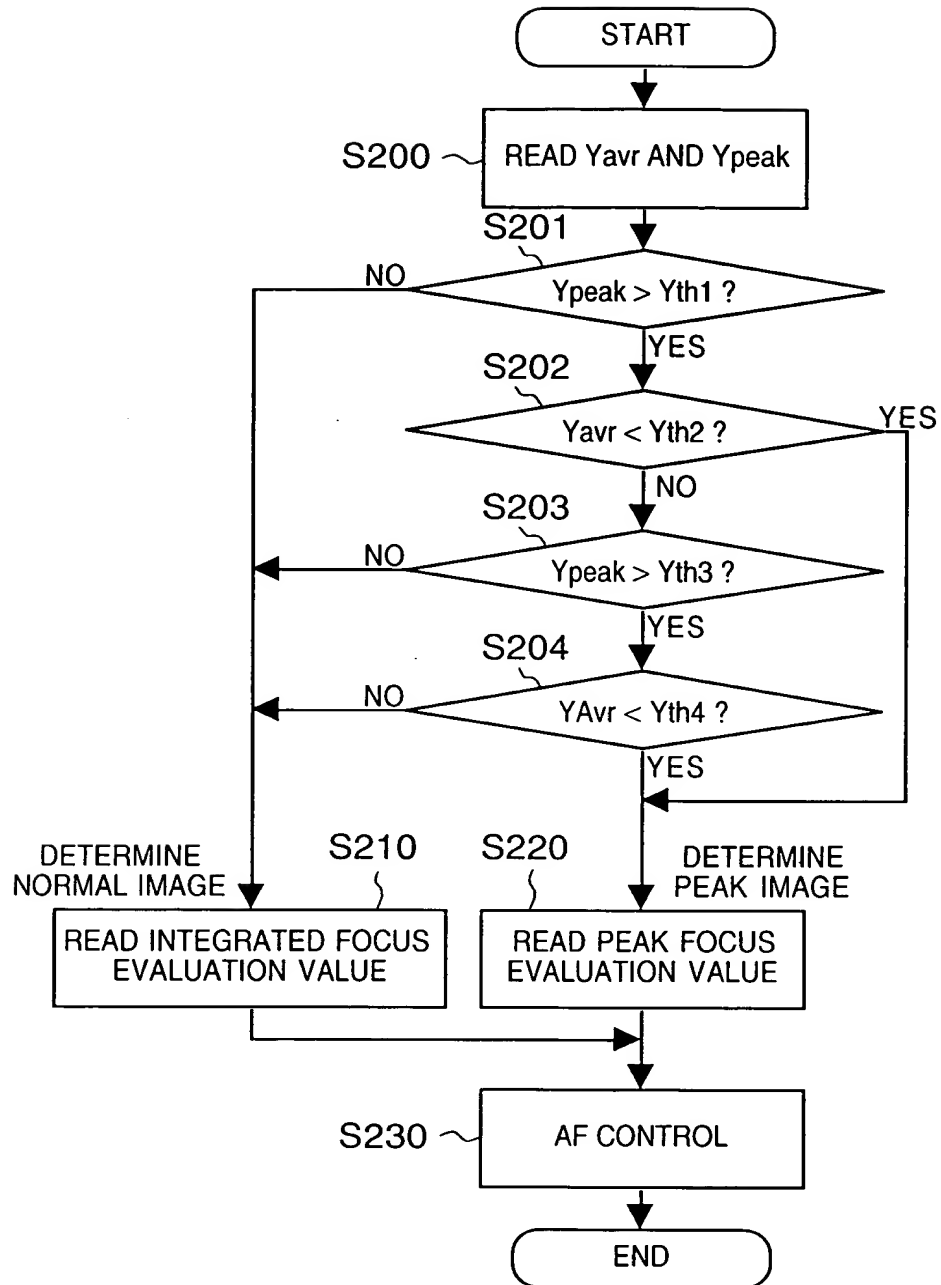 START
S200
READ Yavr AND Ypeak
S201
NO
Ypeak > Yth1 ?
YES
S202
YES
Yavr < Yth2 ?
NO
S203
NO
Ypeak > Yth3 ?
YES
S204
NO
YAvr < Yth4 ?
YES
DETERMINE
NORMAL IMAGE
S210
S220
DETERMINE
PEAK IMAGE
READ INTEGRATED FOCUS
EVALUATION VALUE
READ PEAK FOCUS
EVALUATION VALUE
S230
AF CONTROL
END